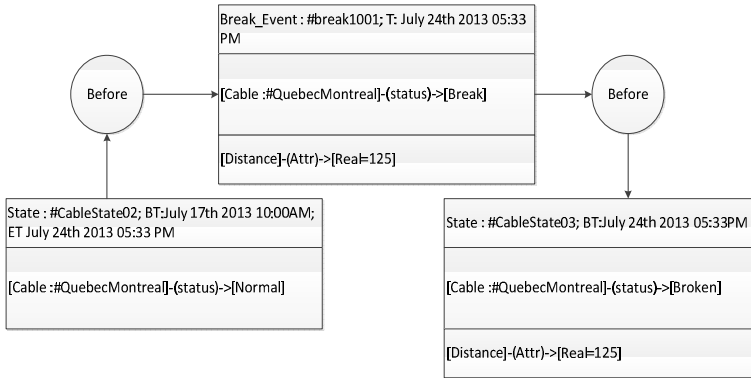 Break_Event : #break1001; T: July 24th 2013 05:33
PM
[Cable :#QuebecMontreal]-(status)->[Break]
[Distance]-(Attr)->[Real=125]
Before
Before
State : #CableState02; BT:July 17th 2013 10:00AM;
ET July 24th 2013 05:33 PM
[Cable :#QuebecMontreal]-(status)->[Normal]
State : #CableState03; BT:July 24th 2013 05:33PM
[Cable :#QuebecMontreal]-(status)->[Broken]
[Distance]-(Attr)->[Real=125]